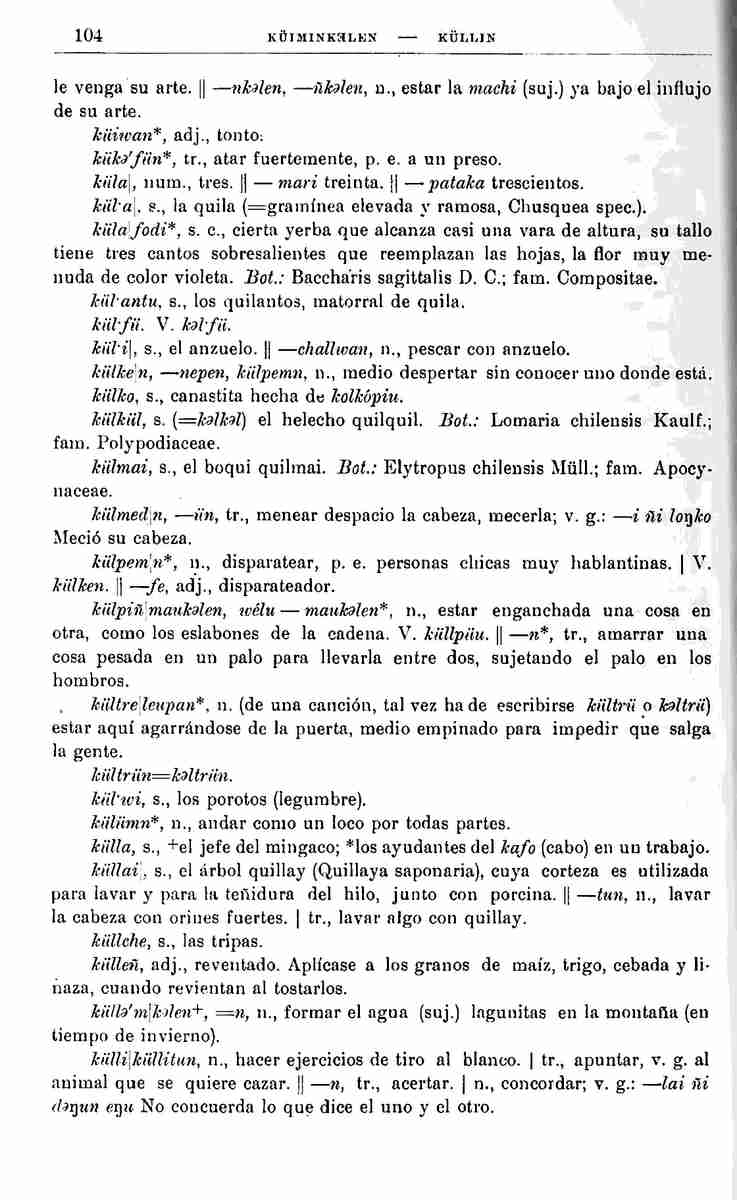 104 KÜIMINKƏLEN — KÜLLIN
le venga su arte. || —nkəlen, —ñkəlen, n., estar la machi (suj.) ya bajo el influjo
de su arte.
küiwan*, adj., tonto.
kükə'fün*, tr., atar fuertemente, p. e. a un preso.
küla|, num., tres. || — mari treinta. || — pataka trescientos.
kül·a|, s., la quila (=gramínea elevada y ramosa, Chusquea spec.).
küla|fodi*, s. c., cierta yerba que alcanza casi una vara de altura, su tallo
tiene tres cantos sobresalientes que reemplazan las hojas, la flor muy me-
nuda de color violeta. Bot.: Baccharis sagittalis D. C.; fam. Compositae.
kül·antu, s., los quilantos, matorral de quila.
kül·fü. V. kəl·fü.
kül·i|, s., el anzuelo. || —challwan, n., pescar con anzuelo.
külke|n, —nepen, külpemn, n., medio despertar sin conocer uno donde está.
külko, s., canastita hecha de kolkópiu.
külkül, s. (=kəlkəl) el helecho quilquil. Bot.: Lomaria chilensis Kaulf.;
fam. Polypodiaceae.
külmai, s., el boqui quilmai. Bot.: Elytropus chilensis Müll.; fam. Apocy-
naceae.
külmed|n, —ün, tr., menear despacio la cabeza, mecerla; v. g.: —i ñi loŋko
Meció su cabeza.
külpem|n*, n., disparatear, p. e. personas chicas muy hablantinas. | V.
külken. || —fe, adj., disparateador.
külpiñ|maukəlen, wélu — maukəlen*, n., estar enganchada una cosa en
otra, como los eslabones de la cadena. V. küllpüu. || —n*, tr., amarrar una
cosa pesada en un palo para llevarla entre dos, sujetando el palo en los
hombros.
kültre|leupan*, n. (de una canción, tal vez ha de escribirse kültrü o kəltrü)
estar aquí agarrándose de la puerta, medio empinado para impedir que salga
la gente.
kültrün=kəltrün.
kül·wi, s., los porotos (legumbre).
külümn*, n., andar como un loco por todas partes.
külla, s., +el jefe del mingaco; *los ayudantes del kafo (cabo) en un trabajo.
küllai|, s., el árbol quillay (Quillaya saponaria), cuya corteza es utilizada
para lavar y para la teñidura del hilo, junto con porcina. || —tun, n., lavar
la cabeza con orines fuertes. | tr., lavar algo con quillay.
küllche, s., las tripas.
külleñ, adj., reventado. Aplícase a los granos de maíz, trigo, cebada y li-
naza, cuando revientan al tostarlos.
küllə'm|kəlen+, =n, n., formar el agua (suj.) lagunitas en la montaña (en
tiempo de invierno).
külli|küllitun, n., hacer ejercicios de tiro al blanco. | tr., apuntar, v. g. al
animal que se quiere cazar. || —n, tr., acertar. | n., concordar; v. g.: —lai ñi
dəŋun eŋu No concuerda lo que dice el uno y el otro.